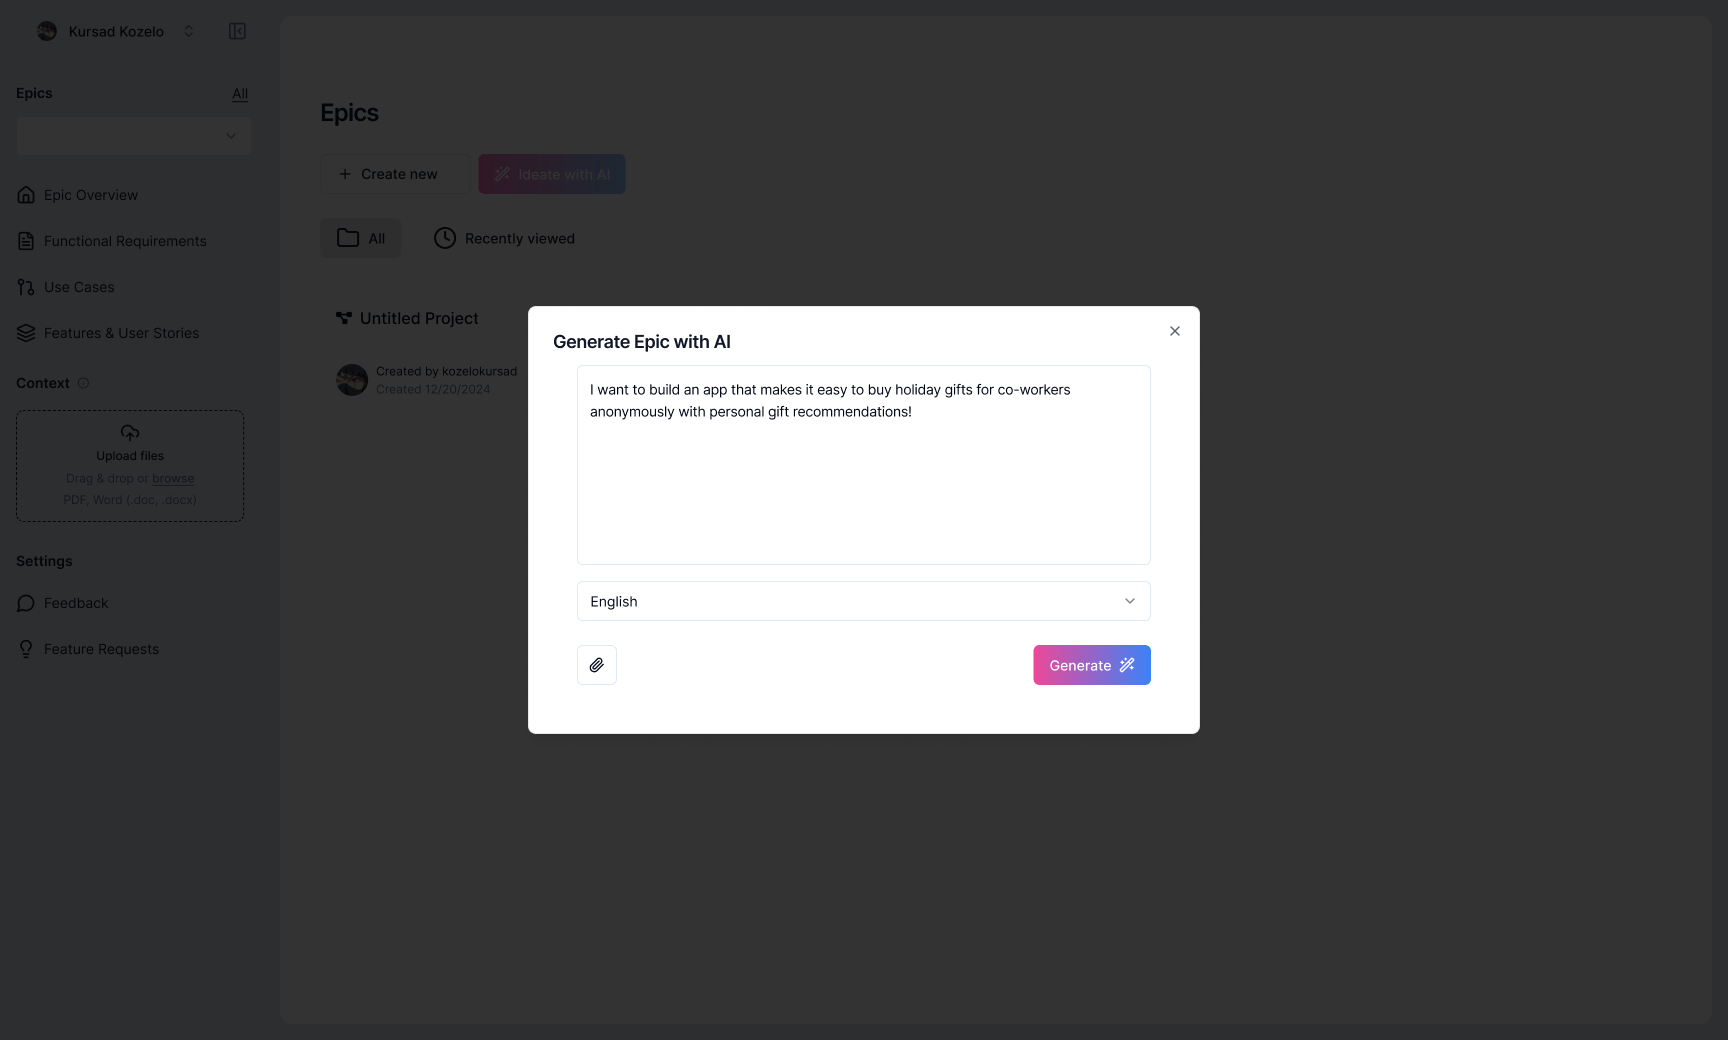 Kursad Kozelo
Epics
All
Epic Overview
Functional Requirements
Use Cases
Features & User Stories
Context
Upload files
Drag & drop or browse
PDF, Word (.doc, .docx)
Settings
Feedback
Feature Requests
Epics
Create new
Ideate with AI
All
Recently viewed
Untitled Project
Created by kozelokursad
Created 12/20/2024
Generate Epic with AI
I want to build an app that makes it easy to buy holiday gifts for co-workers
anonymously with personal gift recommendations!
English
Generate